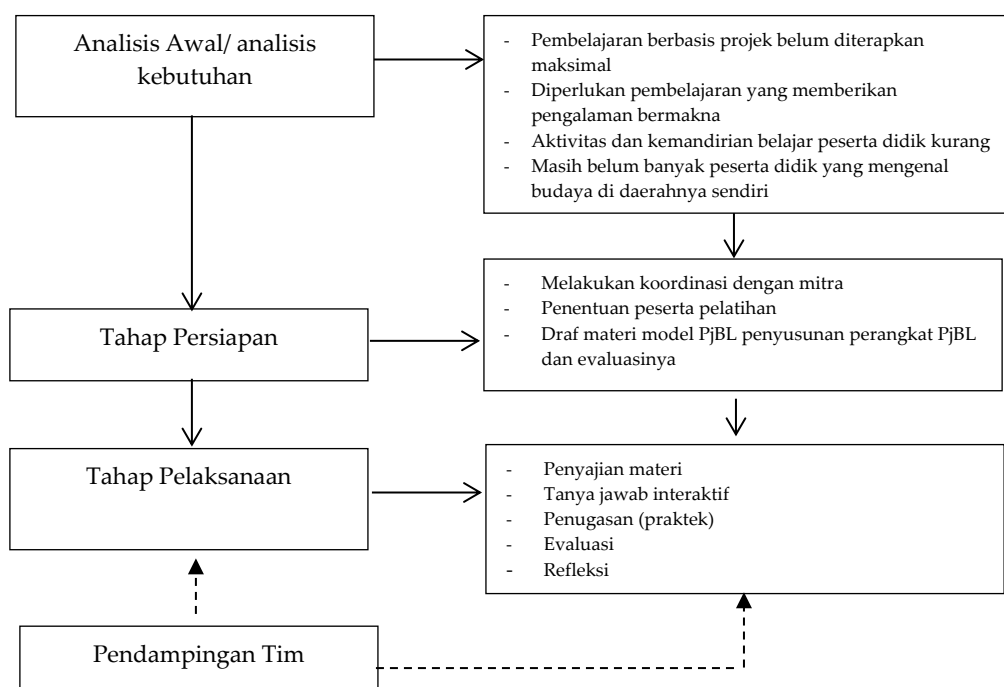 Analisis Awal/ analisis
kebutuhan
- Pembelajaran berbasis projek belum diterapkan
maksimal
- Diperlukan pembelajaran yang memberikan
pengalaman bermakna
- Aktivitas dan kemandirian belajar peserta didik kurang
- Masih belum banyak peserta didik yang mengenal
budaya di daerahnya sendiri
Tahap Persiapan
- Melakukan koordinasi dengan mitra
- Penentuan peserta pelatihan
- Draf materi model PjBL penyusunan perangkat PjBL
dan evaluasinya
Tahap Pelaksanaan
- Penyajian materi
- Tanya jawab interaktif
- Penugasan (praktek)
- Evaluasi
- Refleksi
Pendampingan Tim